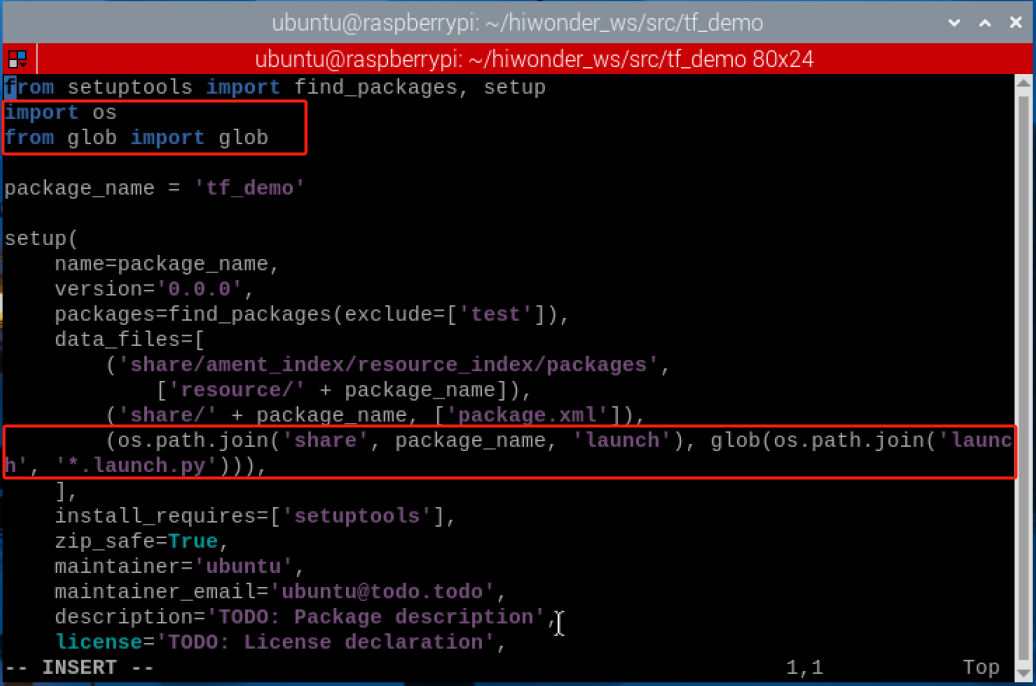 ubuntu@raspberrypi: ~/hiwonder_ws/src/tf_demo
ubuntu@raspberrypi: ~/hiwonder_ws/src/tf_demo 80x24
from setuptools import find_packages, setup
import os
from glob import glob

package_name = 'tf_demo'

setup(
    name=package_name,
    version='0.0.0',
    packages=find_packages(exclude=['test']),
    data_files=[
        ('share/ament_index/resource_index/packages',
            ['resource/' + package_name]),
        ('share/' + package_name, ['package.xml']),
        (os.path.join('share', package_name, 'launch'), glob(os.path.join('launc
h', '*.launch.py'))),
    ],
    install_requires=['setuptools'],
    zip_safe=True,
    maintainer='ubuntu',
    maintainer_email='ubuntu@todo.todo',
    description='TODO: Package description',
    license='TODO: License declaration',
-- INSERT -- 1,1 Top